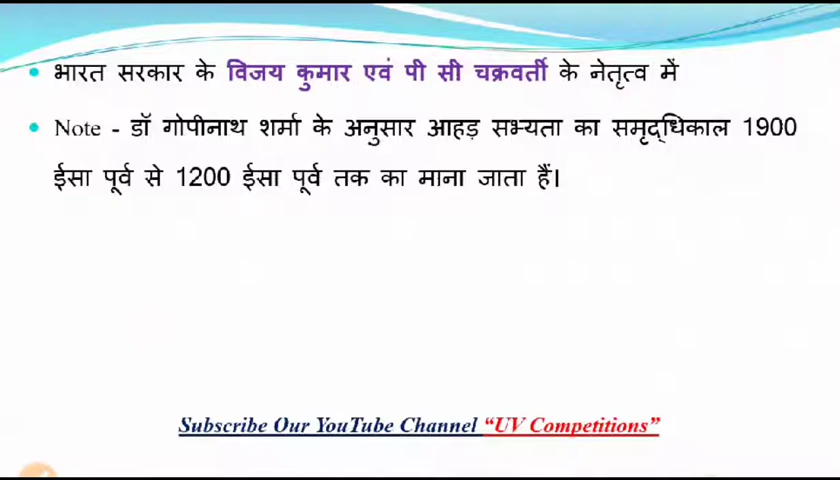 भारत सरकार के विजय कुमार एवं पी सी चक्रवर्ती के नेतृत्व में
Note - डॉ गोपीनाथ शर्मा के अनुसार आहड़ सभ्यता का समृद्धिकाल 1900
ईसा पूर्व से 1200 ईसा पूर्व तक का माना जाता हैं।
Subscribe Our YouTube Channel “UV Competitions”